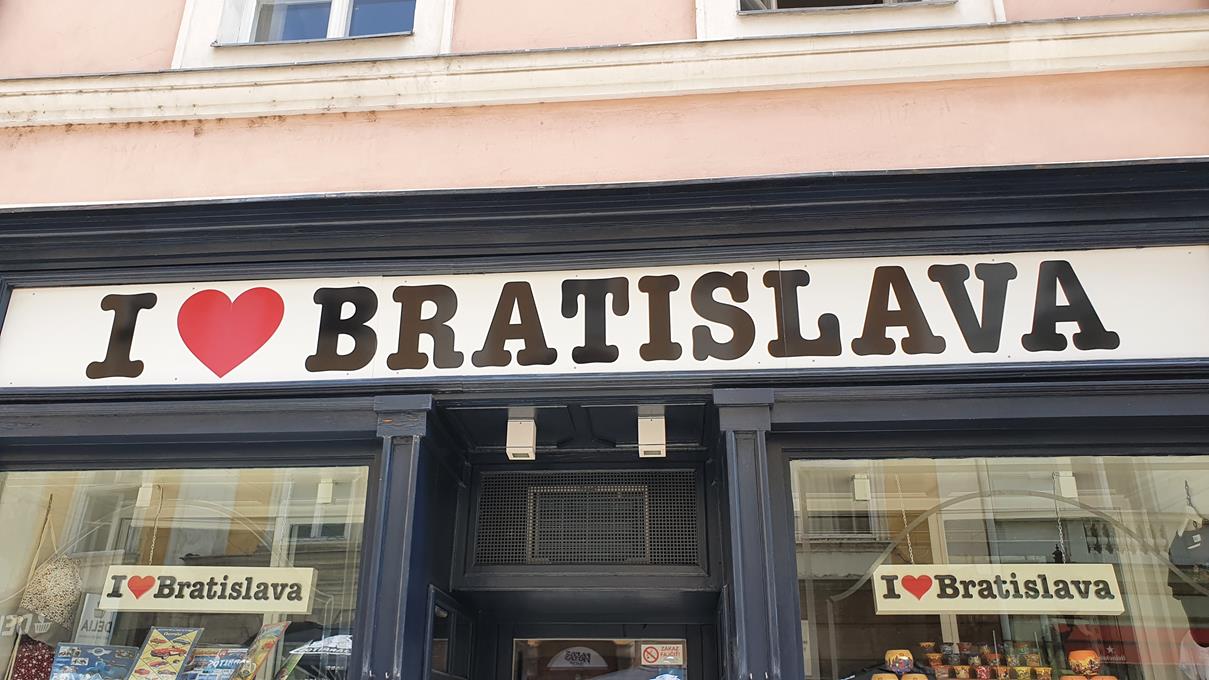 I ❤ BRATISLAVA
I ❤ Bratislava
I ❤ Bratislava
ZÁKAZ
FAJČIŤ!